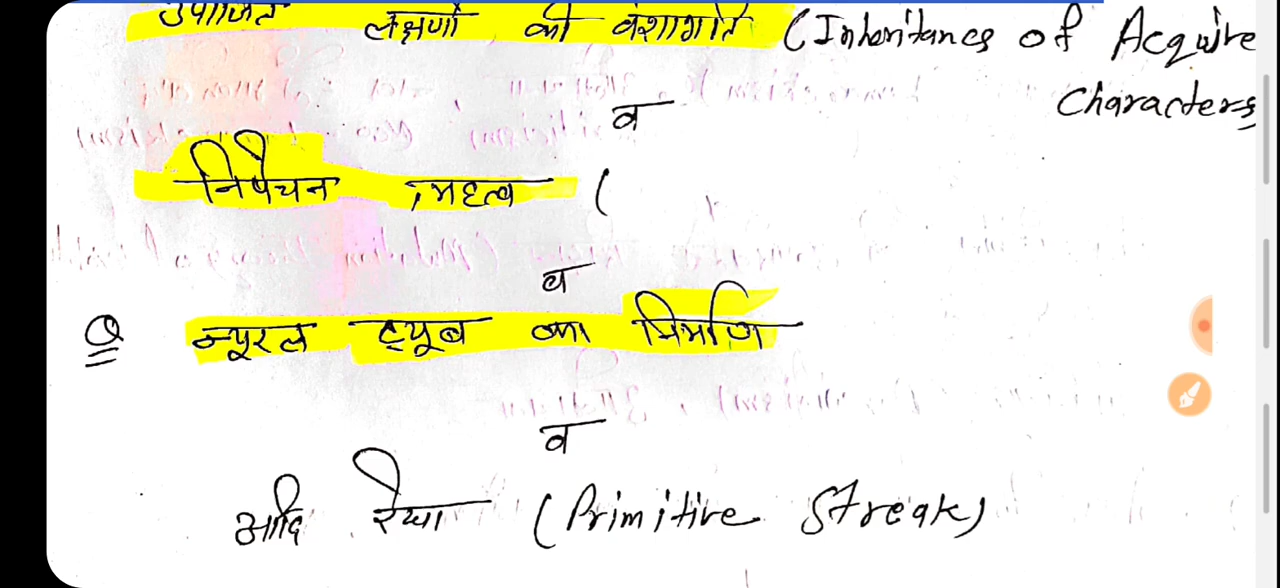 उपार्जित लक्षणों की वंशागति (Inheritance of Acquire
Characters
व
निषेचन , महत्व (
व
Q न्यूरल ट्यूब का निर्माण
व
आदि रेखा (Primitive Streak)